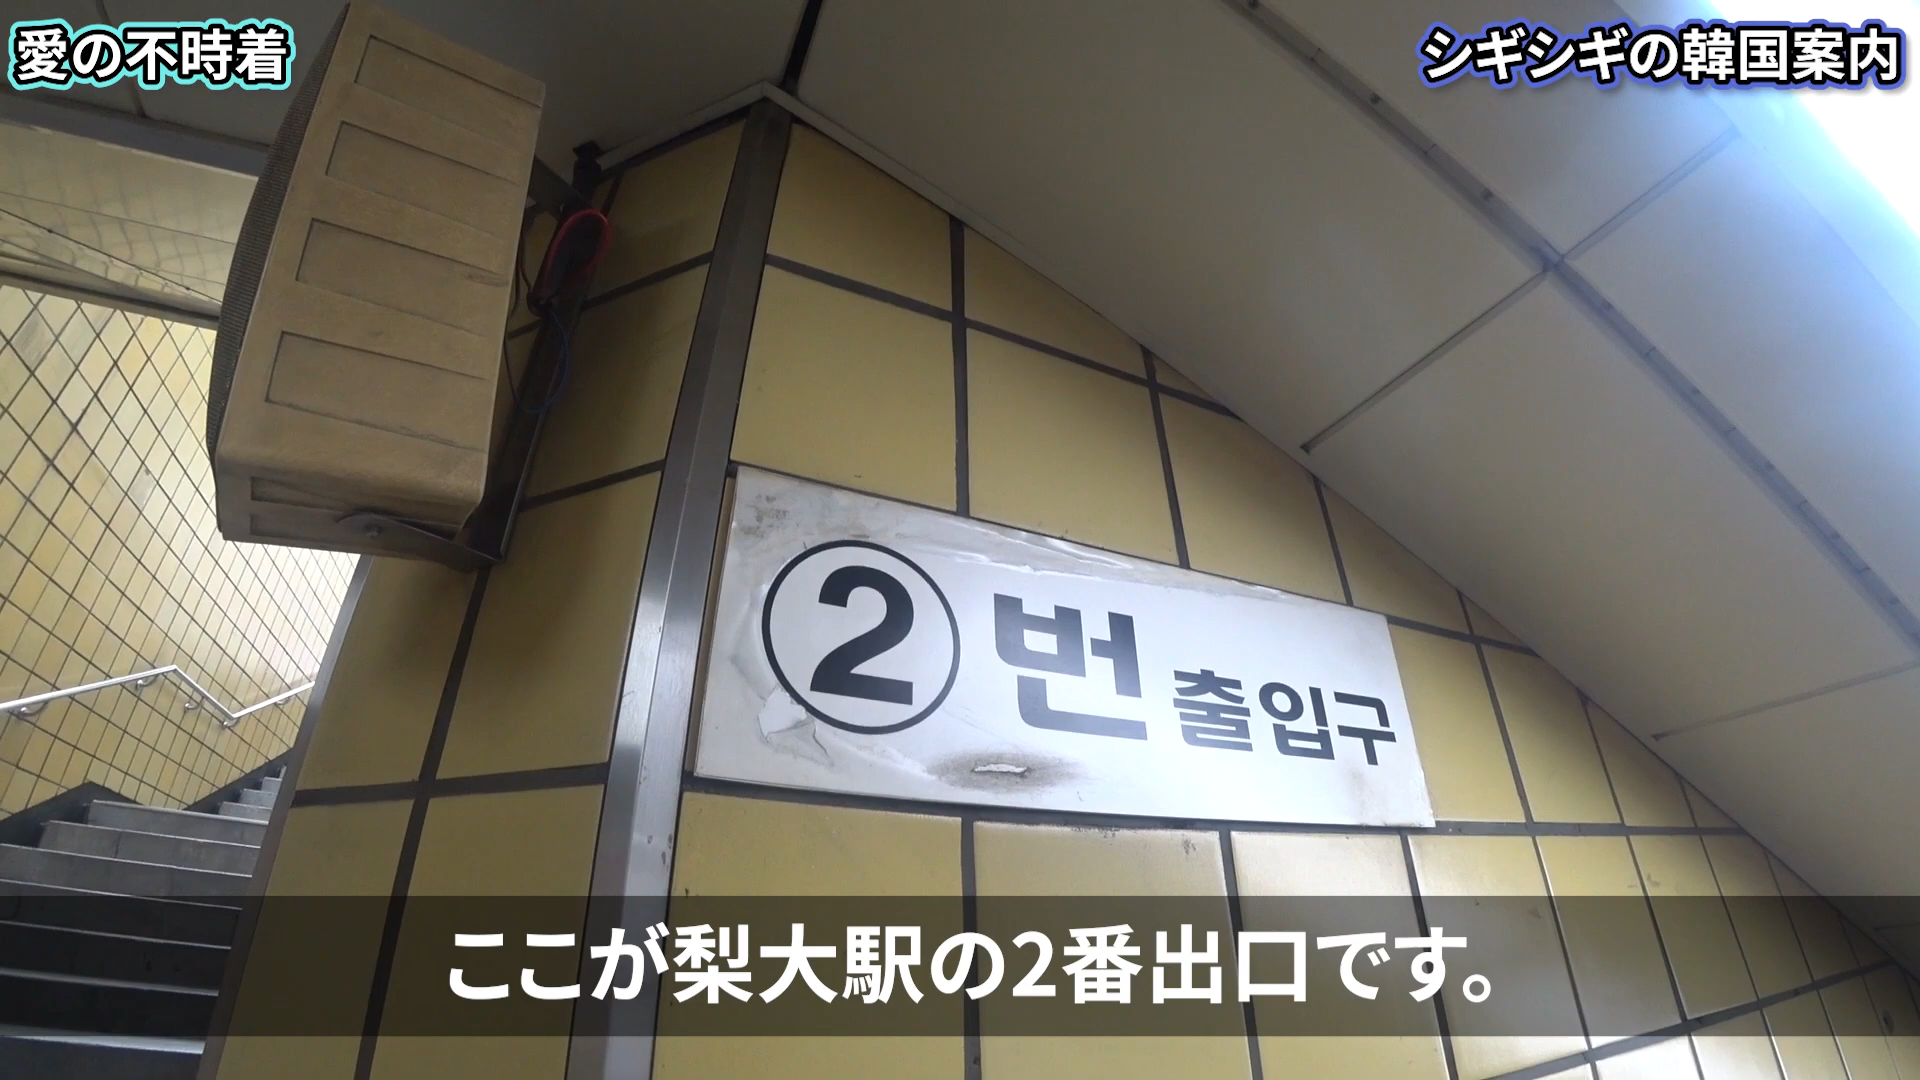 愛の不時着
シギシギの韓国案内
② 번 출입구
ここが梨大駅の2番出口です。